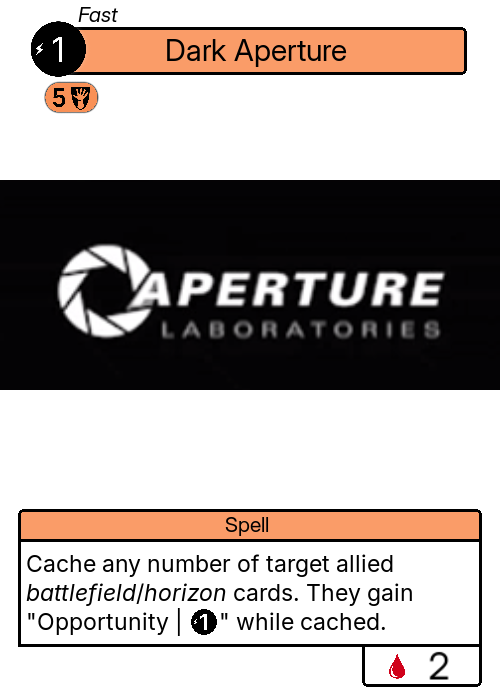 Fast
1 Dark Aperture
5
APERTURE
LABORATORIES
Spell
Cache any number of target allied
battlefield/horizon cards. They gain
"Opportunity | 1" while cached.
2